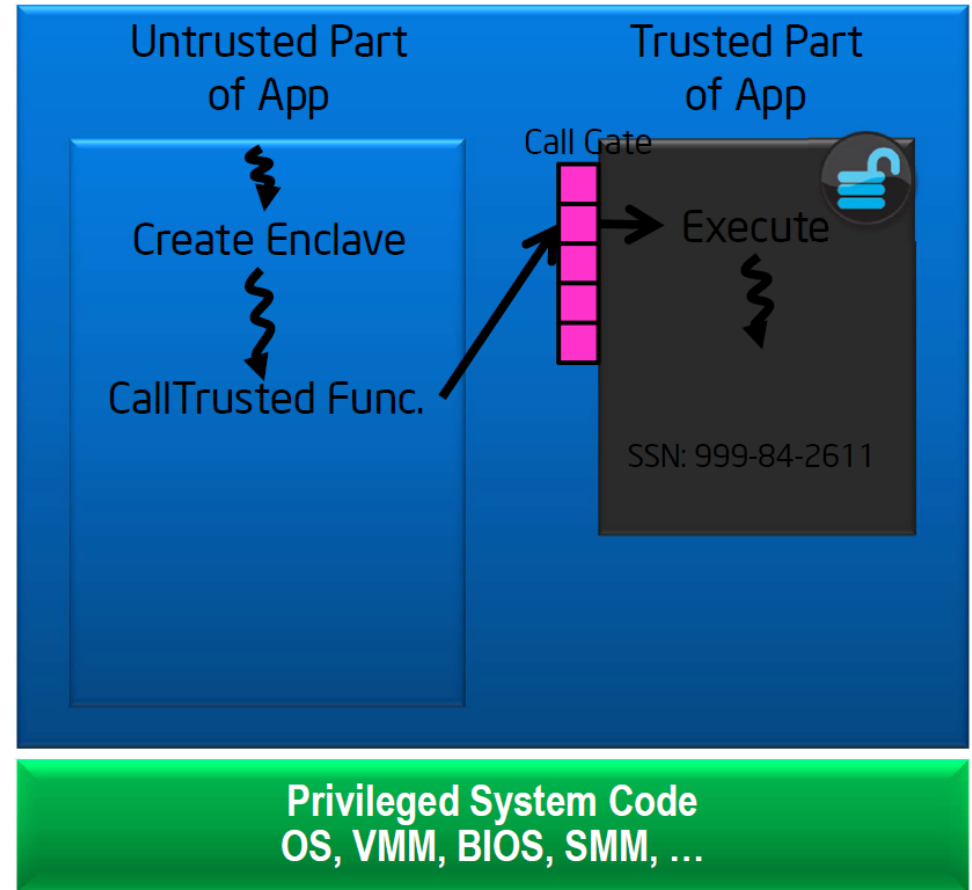 Untrusted Part
of App
Trusted Part
of App
Call Gate
Create Enclave
Execute
CallTrusted Func.
SSN: 999-84-2611
Privileged System Code
OS, VMM, BIOS, SMM, …